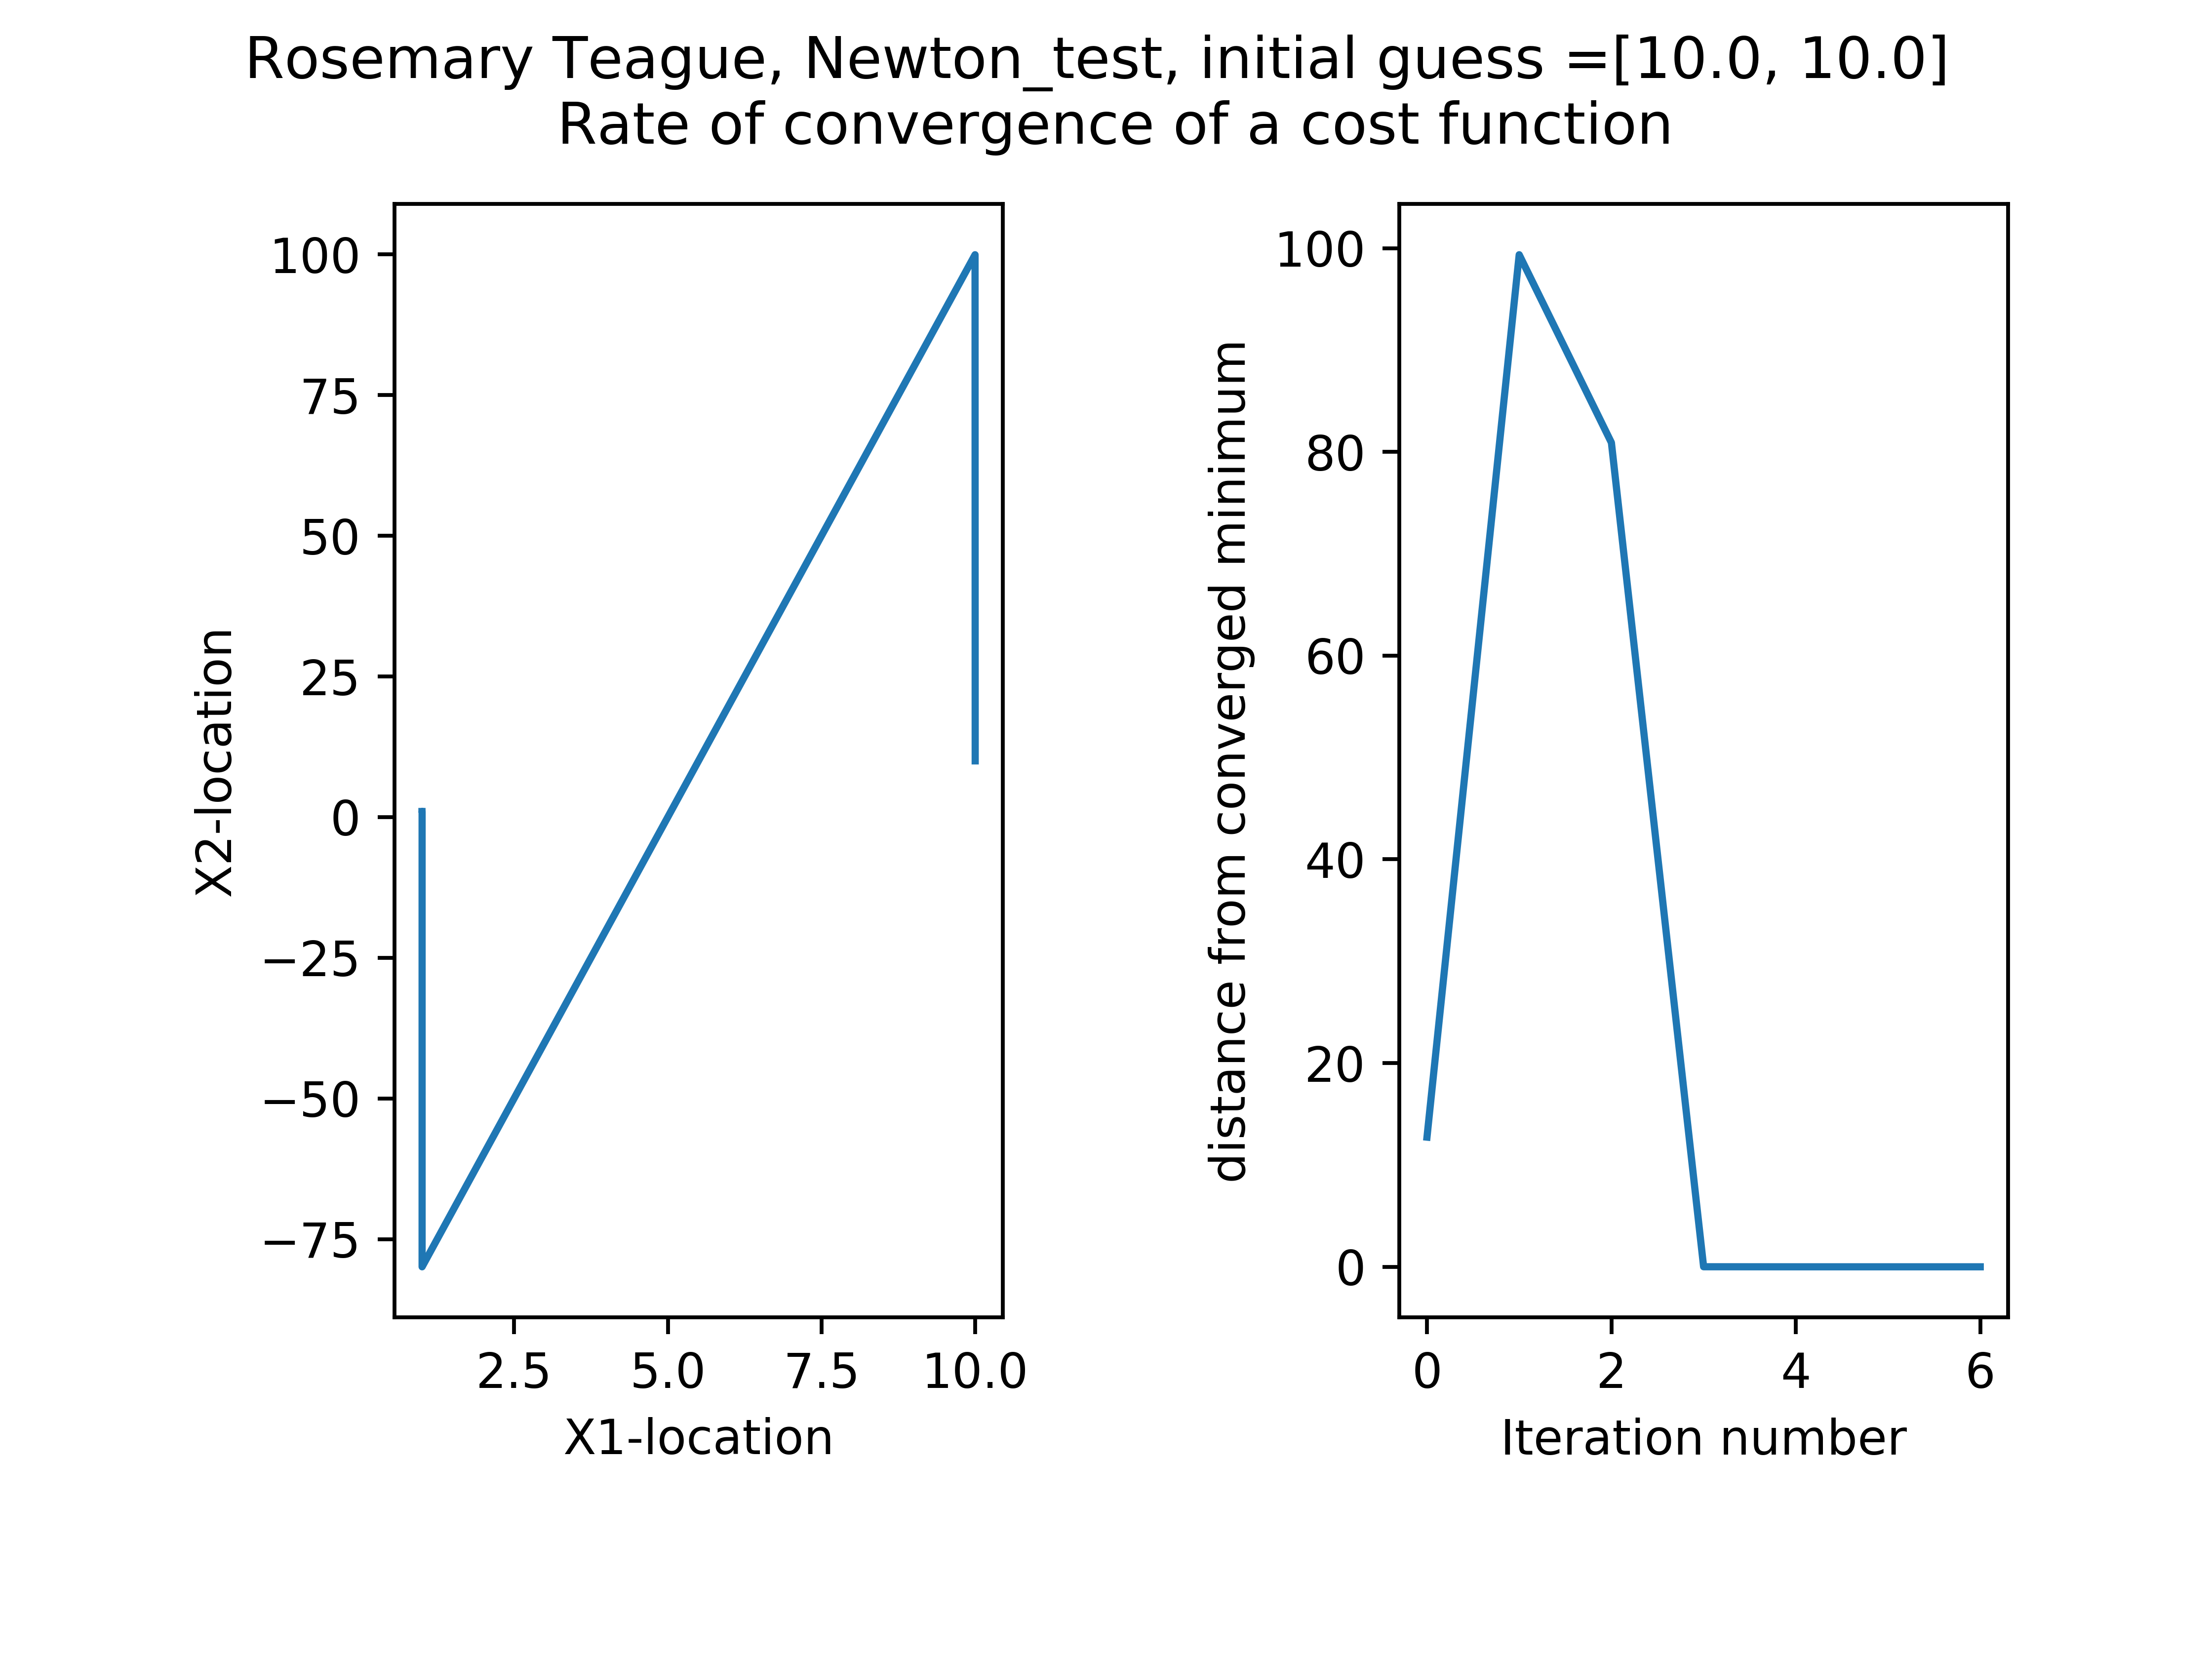 Rosemary Teague, Newton_test, initial guess =[10.0, 10.0]
Rate of convergence of a cost function
100
75
50
25
0
−25
−50
−75
X2-location
2.5 5.0 7.5 10.0
X1-location
100
80
60
40
20
0
distance from converged minimum
0 2 4 6
Iteration number